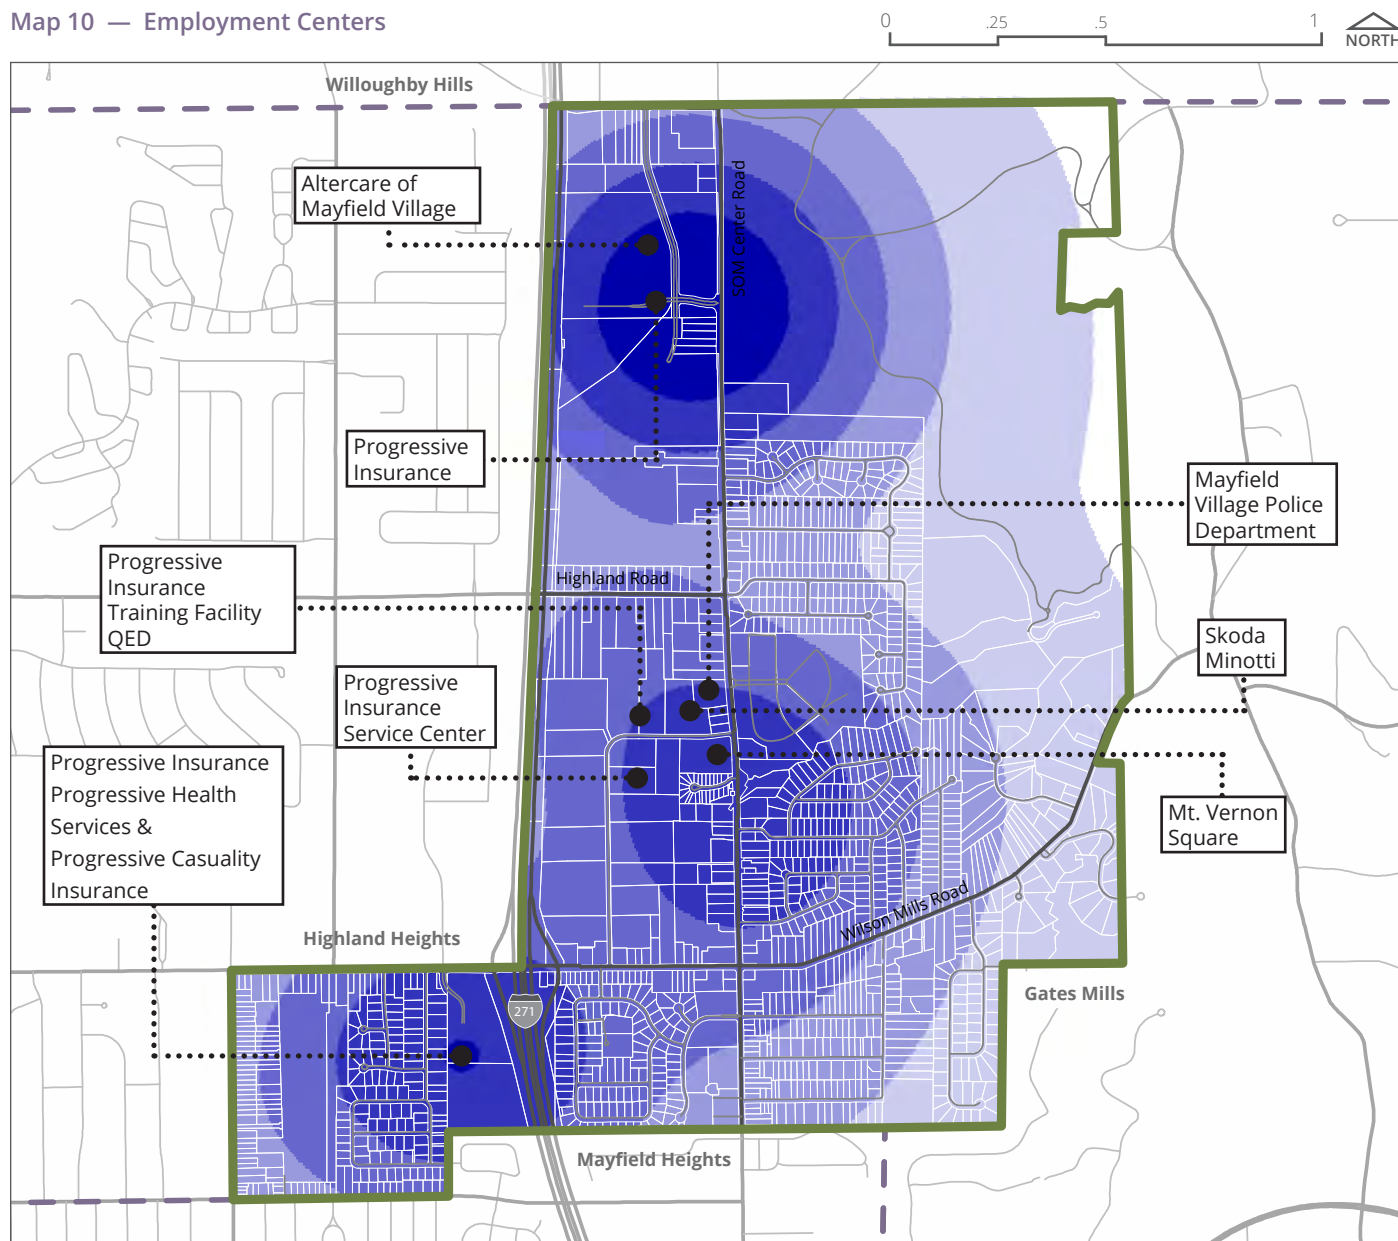 Map 10 — Employment Centers
0 .25 .5 1
NORTH
Willoughby Hills
Altercare of
Mayfield Village
SOM Center Road
Progressive
Insurance
Mayfield
Village Police
Department
Progressive
Insurance
Training Facility
QED
Highland Road
Skoda
Minotti
Progressive
Insurance
Service Center
Progressive Insurance
Progressive Health
Services &
Progressive Casuality
Insurance
Mt. Vernon
Square
Wilson Mills Road
Highland Heights
Gates Mills
271
Mayfield Heights